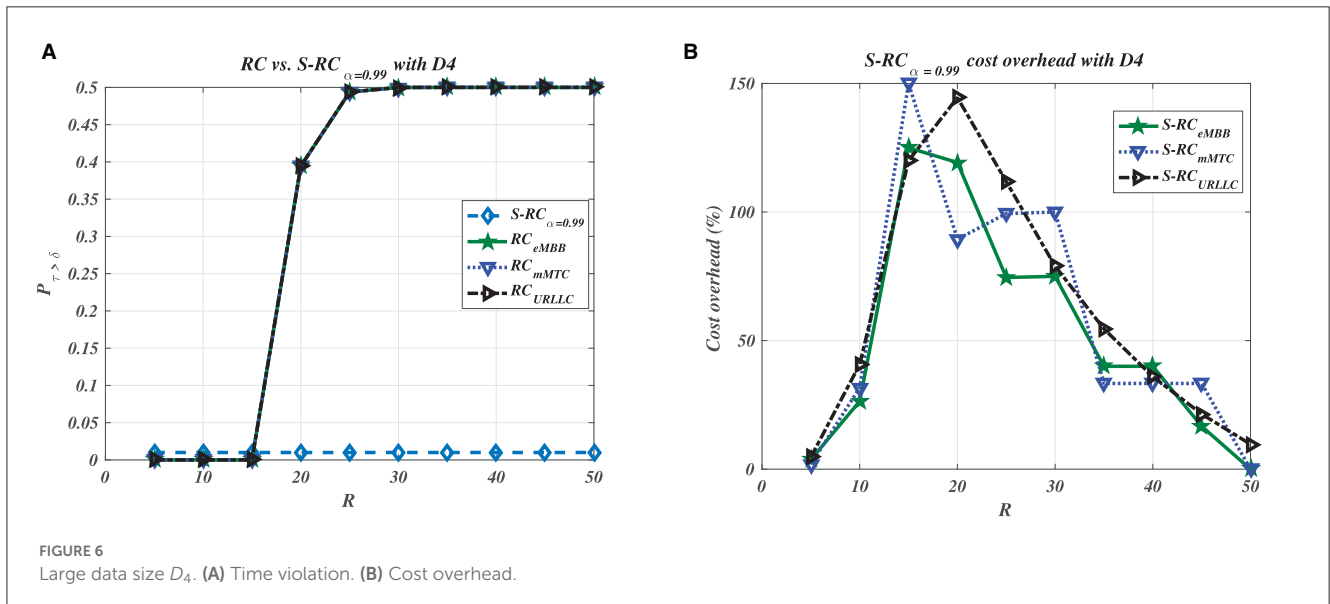 A
RC vs. S-RC α=0.99 with D4
0.5
0.45
0.4
0.35
0.3
0.25
0.2
0.15
0.1
0.05
0
P τ > δ
S-RC α=0.99
RC eMBB
RC mMTC
RC URLLC
0 10 20 30 40 50
R
B
S-RC α = 0.99 cost overhead with D4
150
100
50
0
Cost overhead (%)
S-RC eMBB
S-RC mMTC
S-RC URLLC
0 10 20 30 40 50
R
FIGURE 6
Large data size D4. (A) Time violation. (B) Cost overhead.